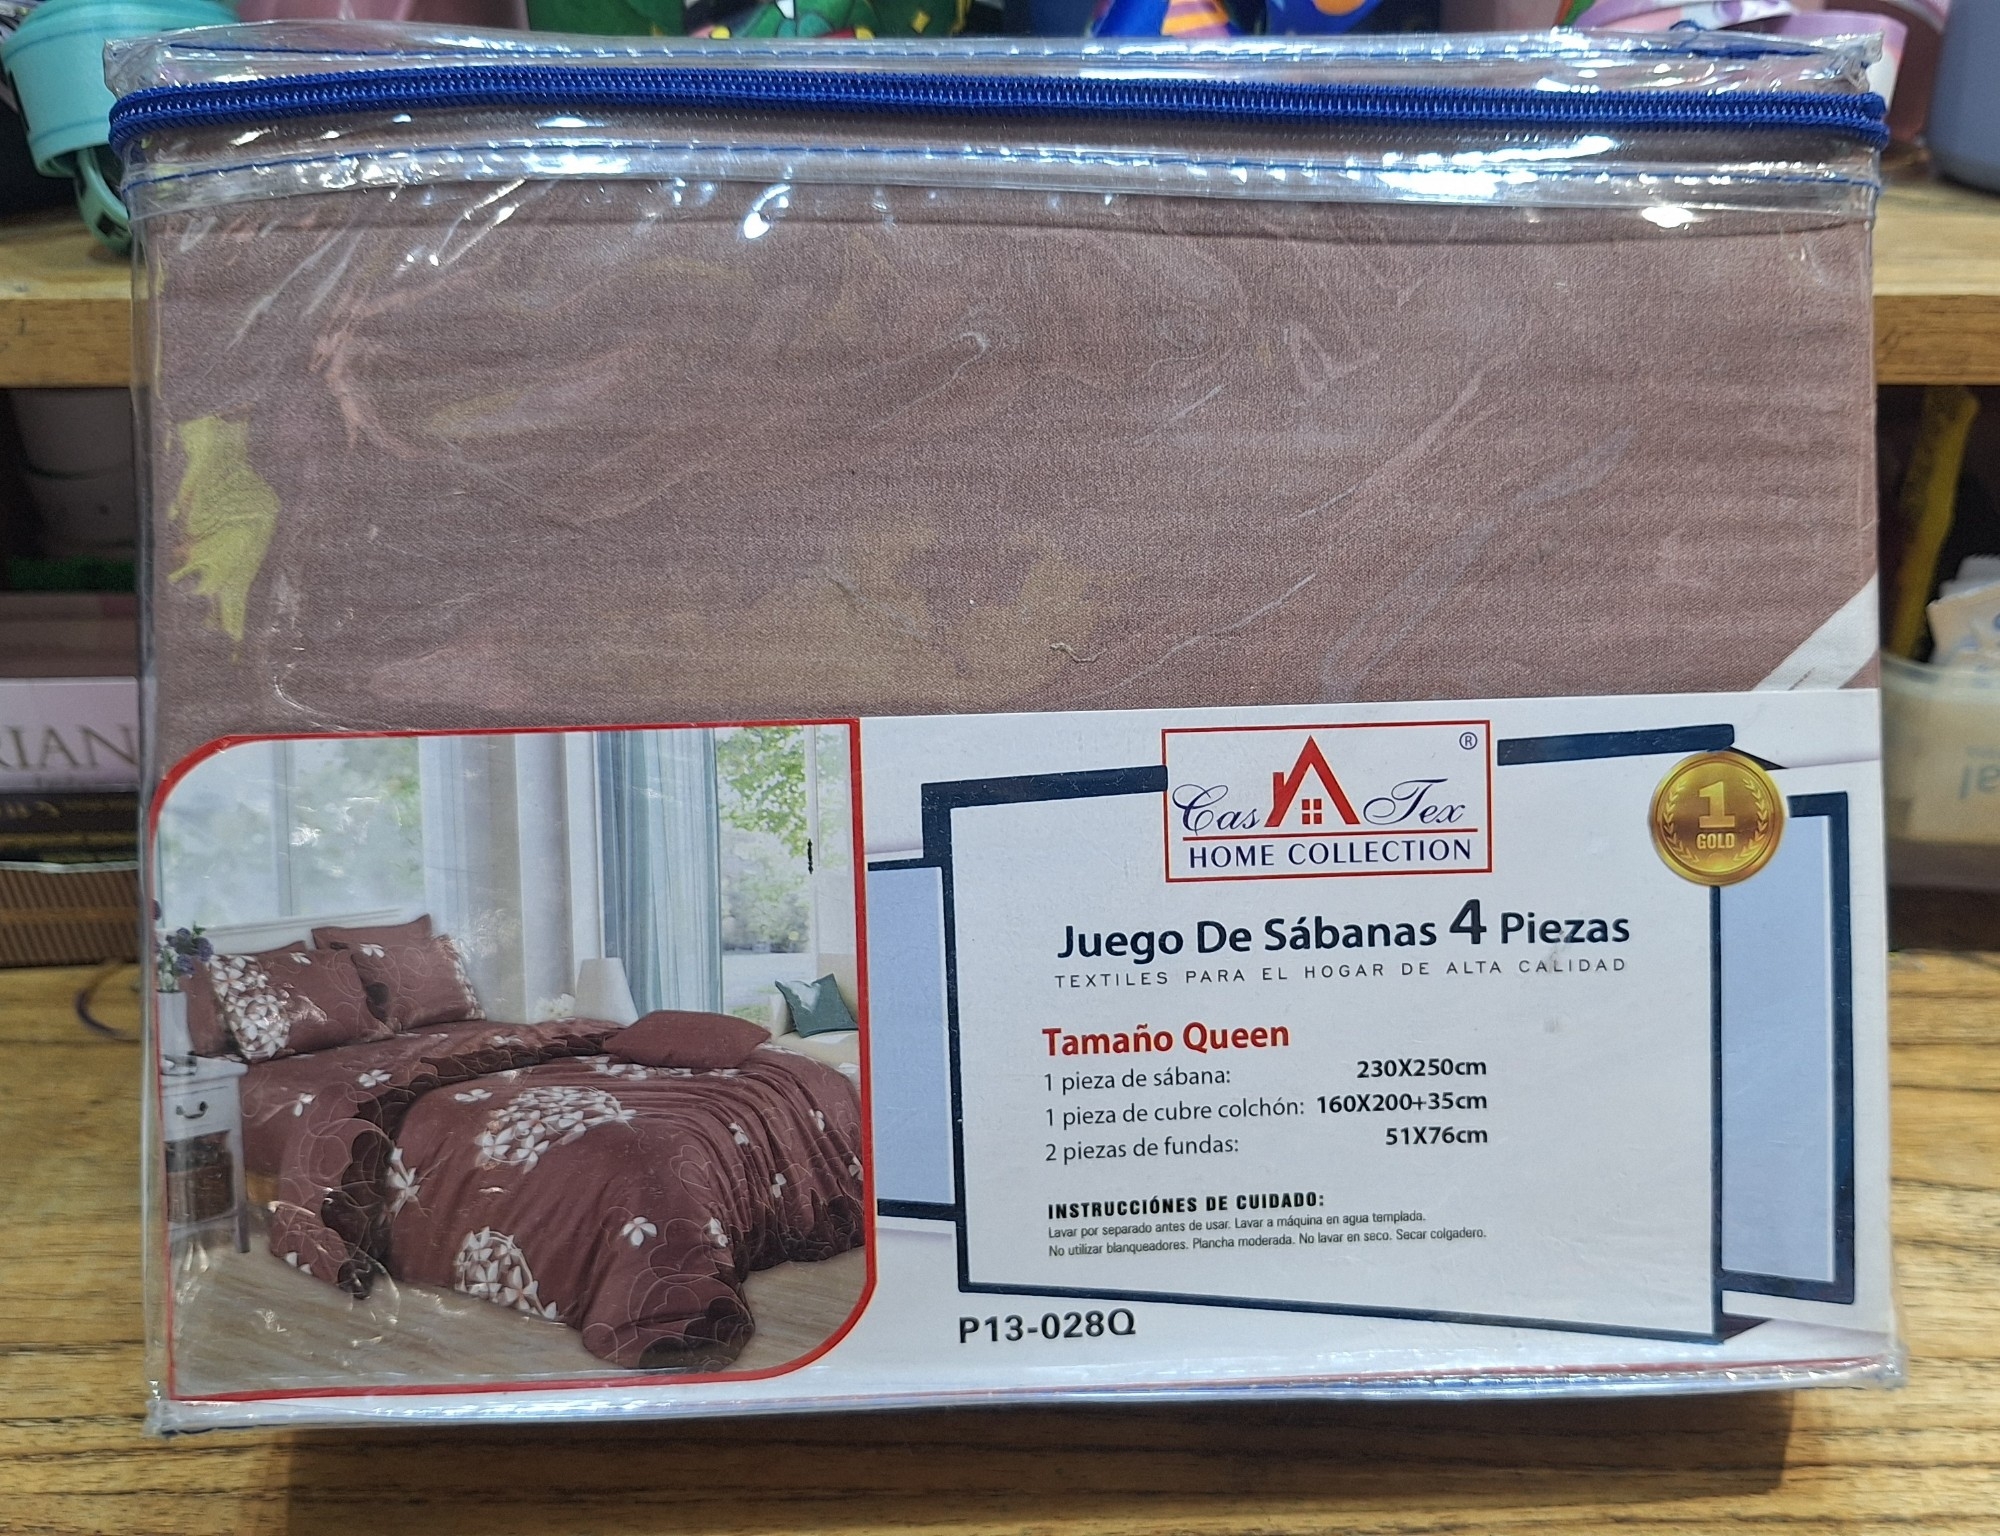 RIAN
Cas Tex ®
HOME COLLECTION
1
GOLD
Juego De Sábanas 4 Piezas
TEXTILES PARA EL HOGAR DE ALTA CALIDAD
Tamaño Queen
1 pieza de sábana: 230X250cm
1 pieza de cubre colchón: 160X200+35cm
2 piezas de fundas: 51X76cm
INSTRUCCIÓNES DE CUIDADO:
Lavar por separado antes de usar. Lavar a máquina en agua templada.
No utilizar blanqueadores. Plancha moderada. No lavar en seco. Secar colgadero.
P13-028Q